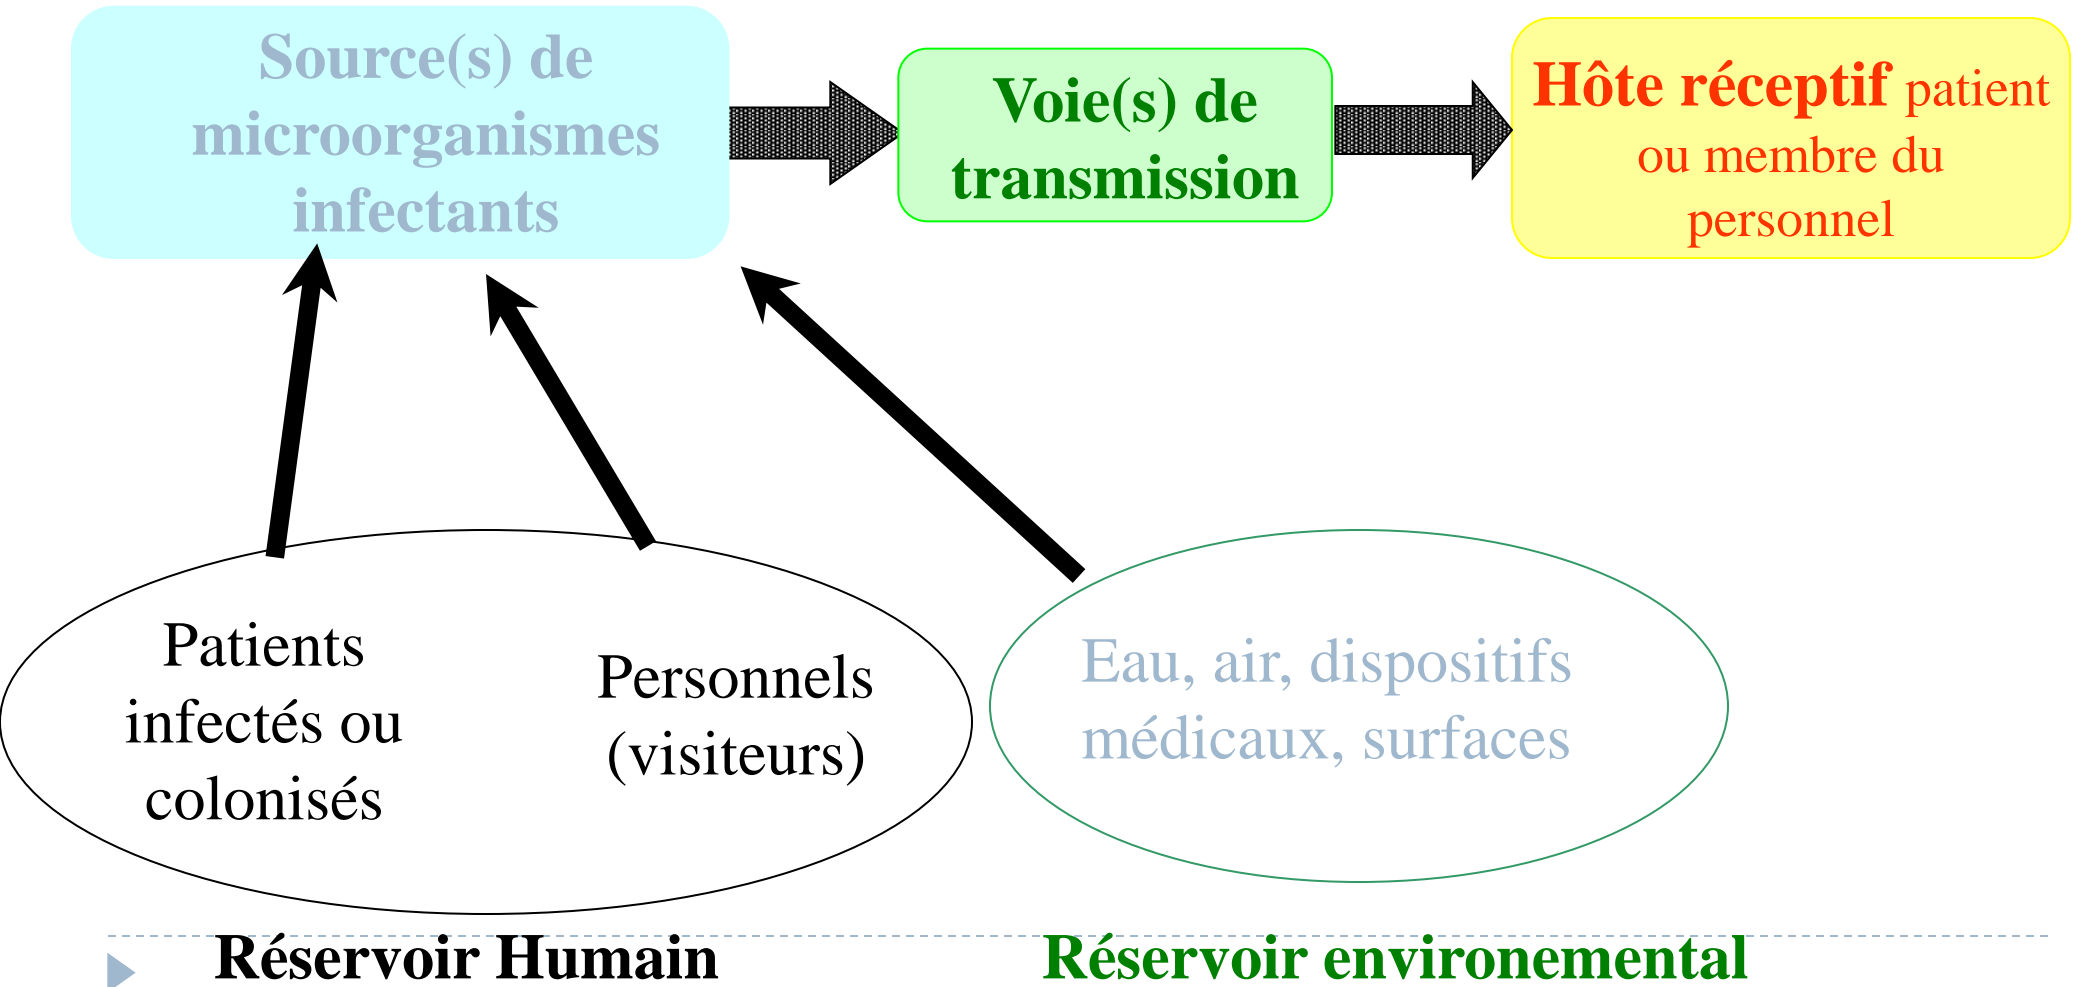 Source(s) de
microorganismes
infectants
Voie(s) de
transmission
Hôte réceptif patient
ou membre du
personnel
Patients
infectés ou
colonisés
Personnels
(visiteurs)
Eau, air, dispositifs
médicaux, surfaces
Réservoir Humain
Réservoir environemental